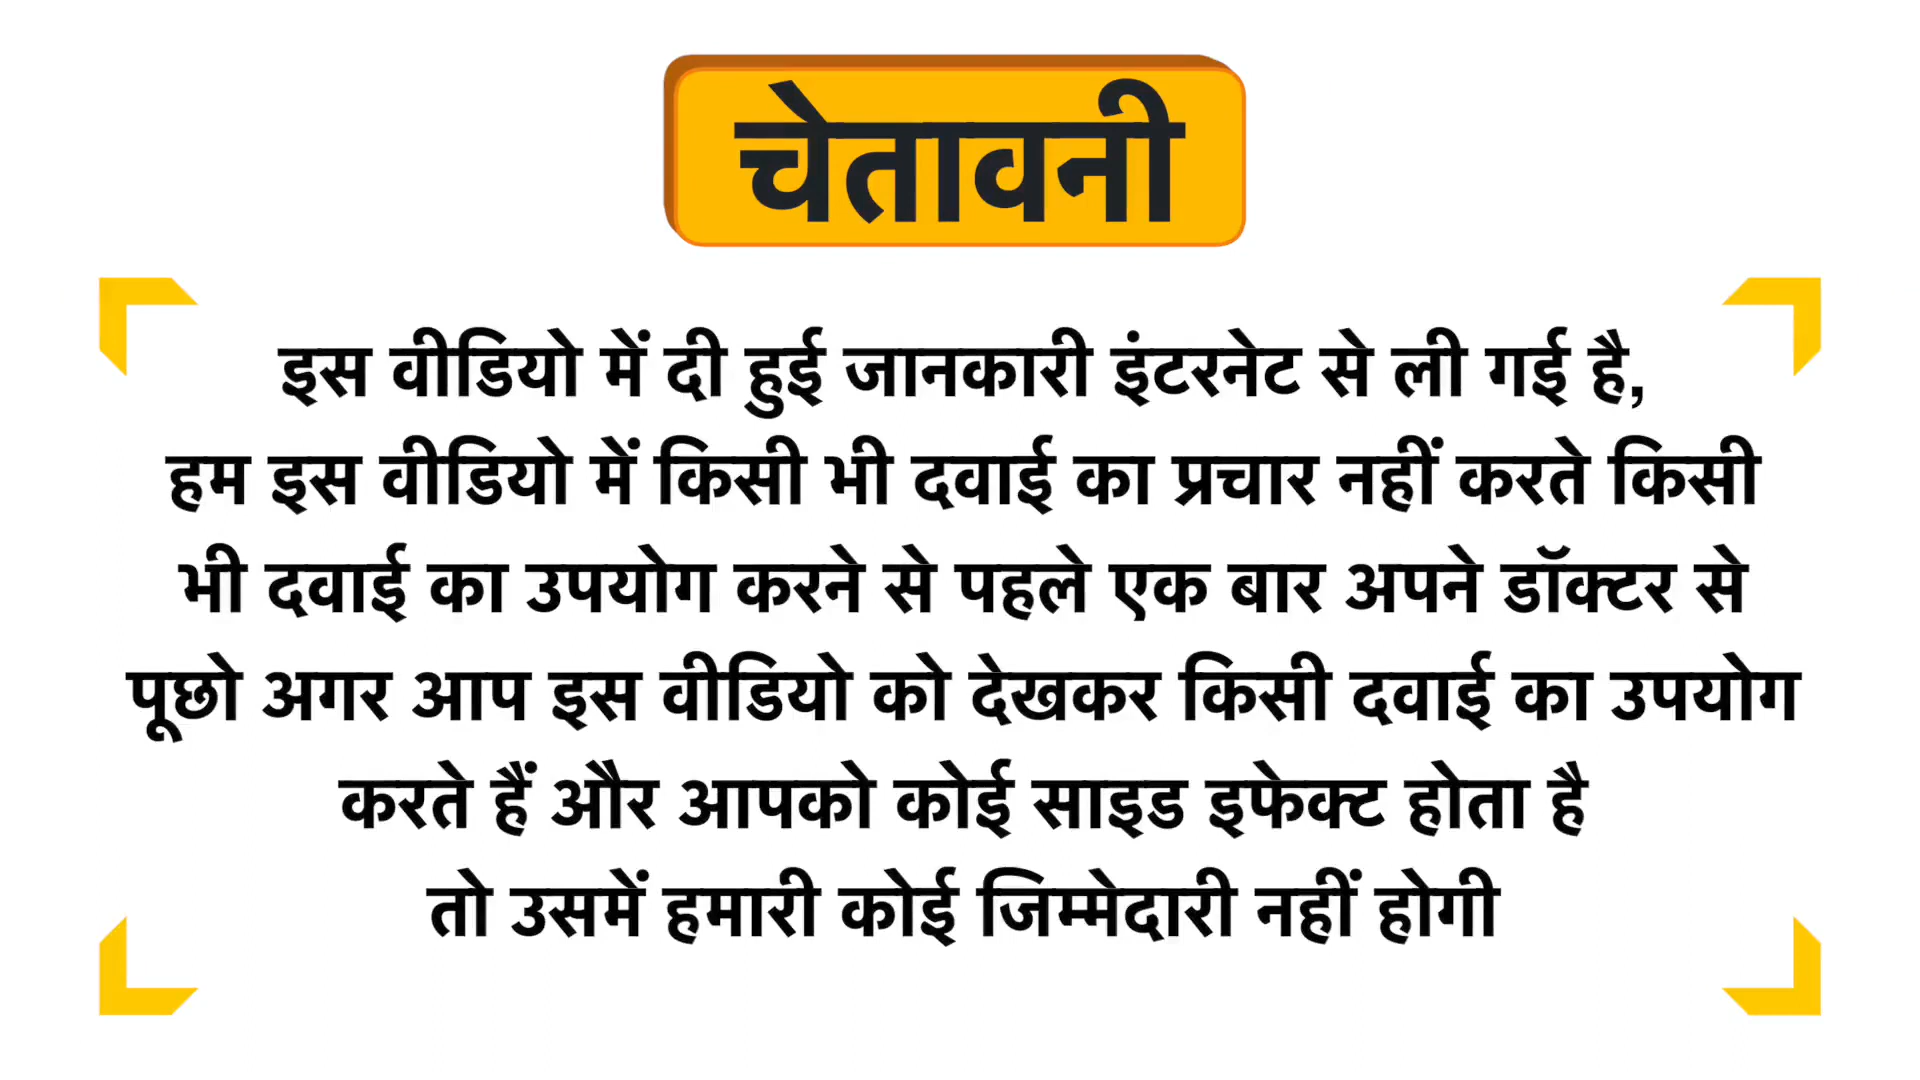 चेतावनी
इस वीडियो में दी हुई जानकारी इंटरनेट से ली गई है,
हम इस वीडियो में किसी भी दवाई का प्रचार नहीं करते किसी
भी दवाई का उपयोग करने से पहले एक बार अपने डॉक्टर से
पूछो अगर आप इस वीडियो को देखकर किसी दवाई का उपयोग
करते हैं और आपको कोई साइड इफेक्ट होता है
तो उसमें हमारी कोई जिम्मेदारी नहीं होगी